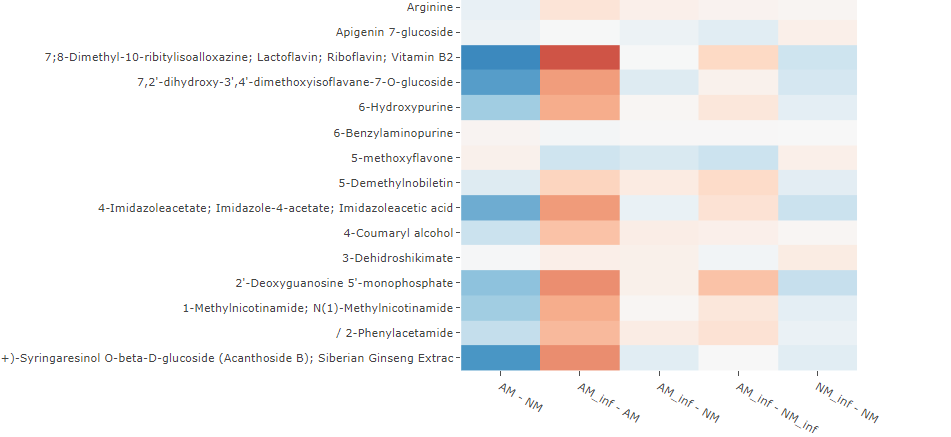 Arginine
Apigenin 7-glucoside
7;8-Dimethyl-10-ribitylisoalloxazine; Lactoflavin; Riboflavin; Vitamin B2
7,2'-dihydroxy-3',4'-dimethoxyisoflavane-7-O-glucoside
6-Hydroxypurine
6-Benzylaminopurine
5-methoxyflavone
5-Demethylnobiletin
4-Imidazoleacetate; Imidazole-4-acetate; Imidazoleacetic acid
4-Coumaryl alcohol
3-Dehidroshikimate
2'-Deoxyguanosine 5'-monophosphate
1-Methylnicotinamide; N(1)-Methylnicotinamide
/ 2-Phenylacetamide
+)-Syringaresinol O-beta-D-glucoside (Acanthoside B); Siberian Ginseng Extrac
AM - NM
AM_inf - AM
AM_inf - NM
AM_inf - NM_inf
NM_inf - NM